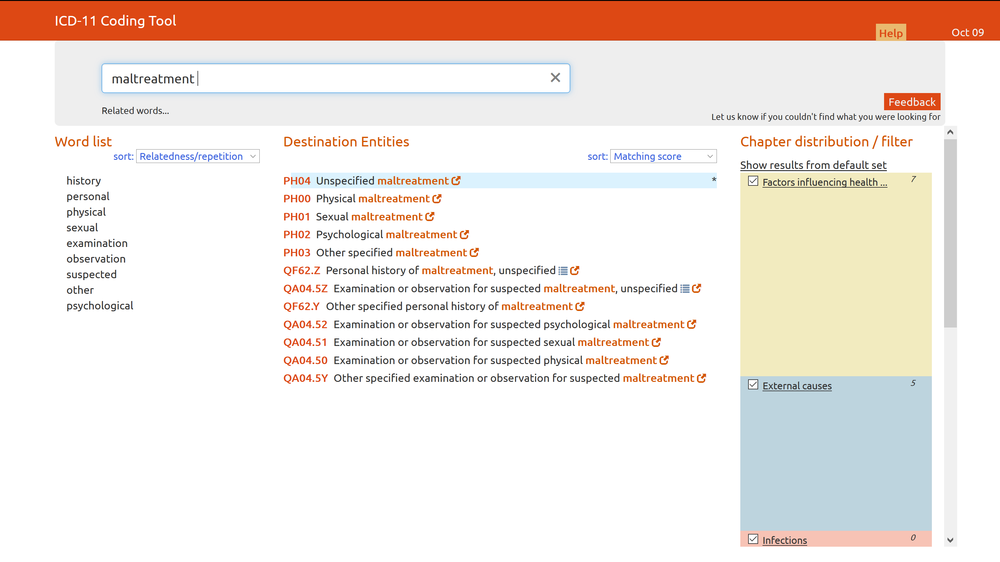 ICD-11 Coding Tool
Help
Oct 09
maltreatment
Related words...
Feedback
Let us know if you couldn't find what you were looking for
Word list
sort: Relatedness/repetition
history
personal
physical
sexual
examination
observation
suspected
other
psychological
Destination Entities
sort: Matching score
PH04 Unspecified maltreatment *
PH00 Physical maltreatment
PH01 Sexual maltreatment
PH02 Psychological maltreatment
PH03 Other specified maltreatment
QF62.Z Personal history of maltreatment, unspecified
QA04.5Z Examination or observation for suspected maltreatment, unspecified
QF62.Y Other specified personal history of maltreatment
QA04.52 Examination or observation for suspected psychological maltreatment
QA04.51 Examination or observation for suspected sexual maltreatment
QA04.50 Examination or observation for suspected physical maltreatment
QA04.5Y Other specified examination or observation for suspected maltreatment
Chapter distribution / filter
Show results from default set
Factors influencing health ... 7
External causes 5
Infections 0